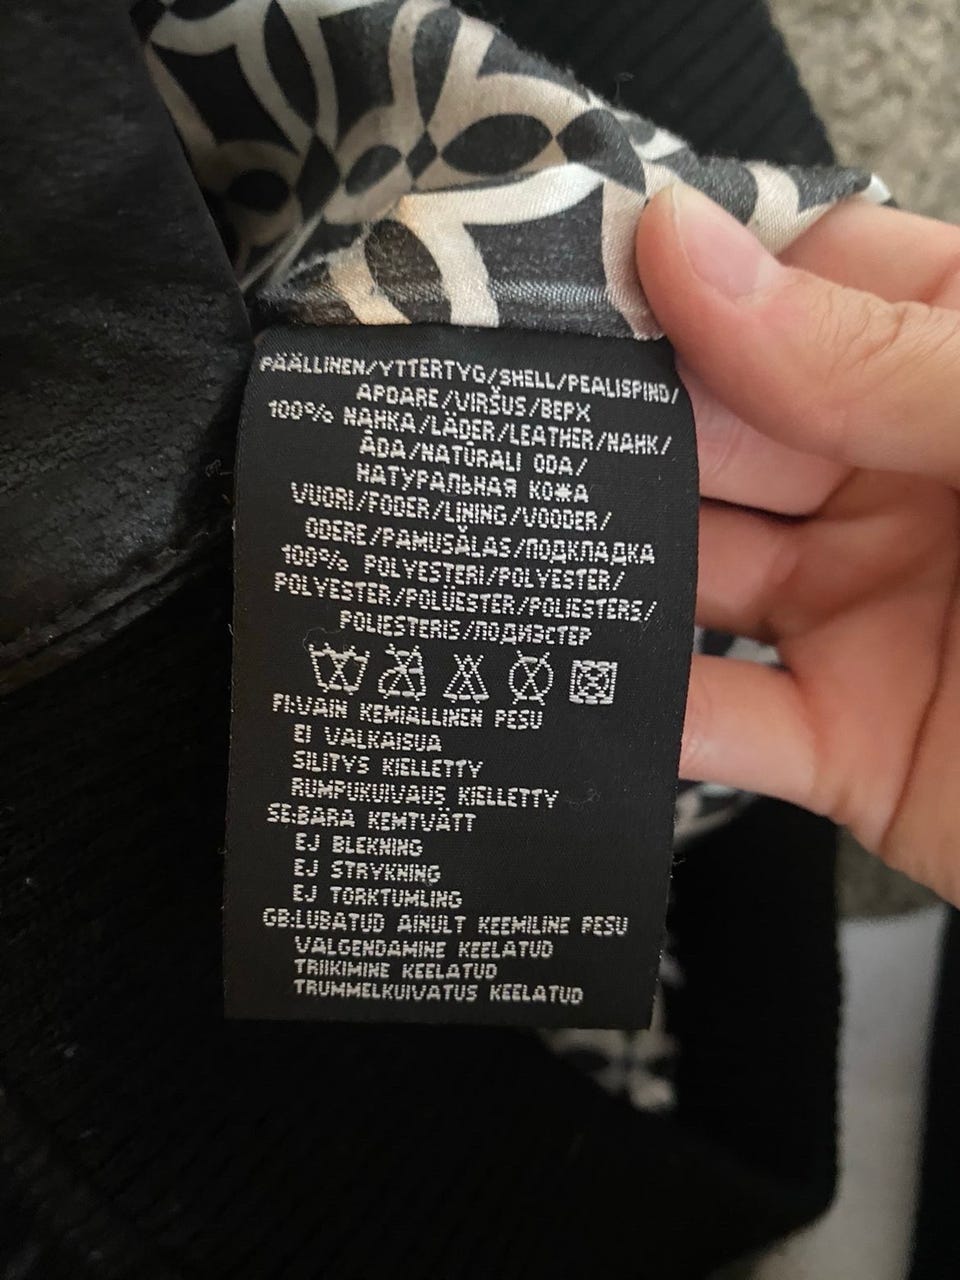 PÄÄLLINEN/YTTERTYG/SHELL/PEALISPIND/
APDARE/VIRŠUS/ВЕРХ
100% NAHKA/LÄDER/LEATHER/NAHK/
ĀDA/NATŪRALI ODA/
НАТУРАЛЬНАЯ КОЖА
VUORI/FODER/LINING/VOODER/
ODERE/PAMUŠALAS/ПОДКЛАДКА
100% POLYESTERI/POLYESTER/
POLYESTER/POLÜESTER/POLIESTERS/
POLIESTERIS/ПОДИЭСТЕР
FI:VAIN KEMIALLINEN PESU
EI VALKAISUA
SILITYS KIELLETTY
RUMPUKUIVAUS KIELLETTY
SE:BARA KEMTVÄTT
EJ BLEKNING
EJ STRYKNING
EJ TORKTUMLING
GB:LUBATUD AINULT KEEMILINE PESU
VALGENDAMINE KEELATUD
TRIIKIMINE KEELATUD
TRUMMELKUIVATUS KEELATUD